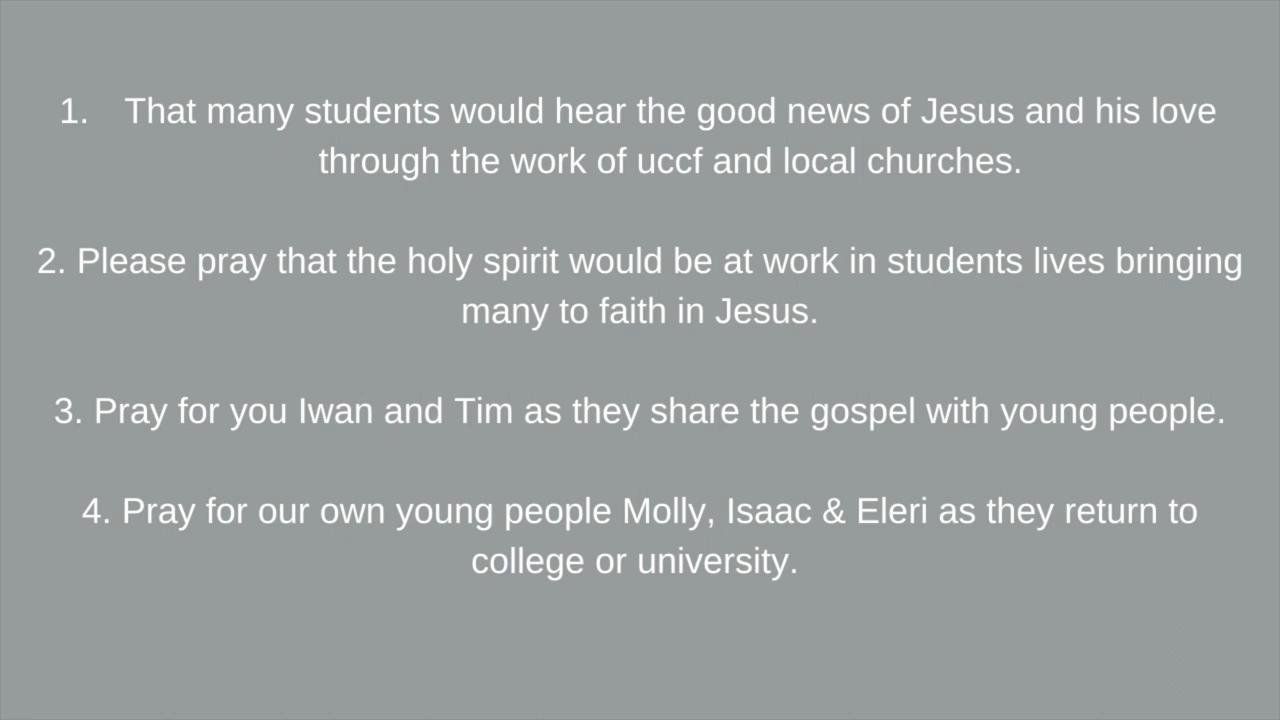 1. That many students would hear the good news of Jesus and his love
through the work of uccf and local churches.
2. Please pray that the holy spirit would be at work in students lives bringing
many to faith in Jesus.
3. Pray for you Iwan and Tim as they share the gospel with young people.
4. Pray for our own young people Molly, Isaac & Eleri as they return to
college or university.